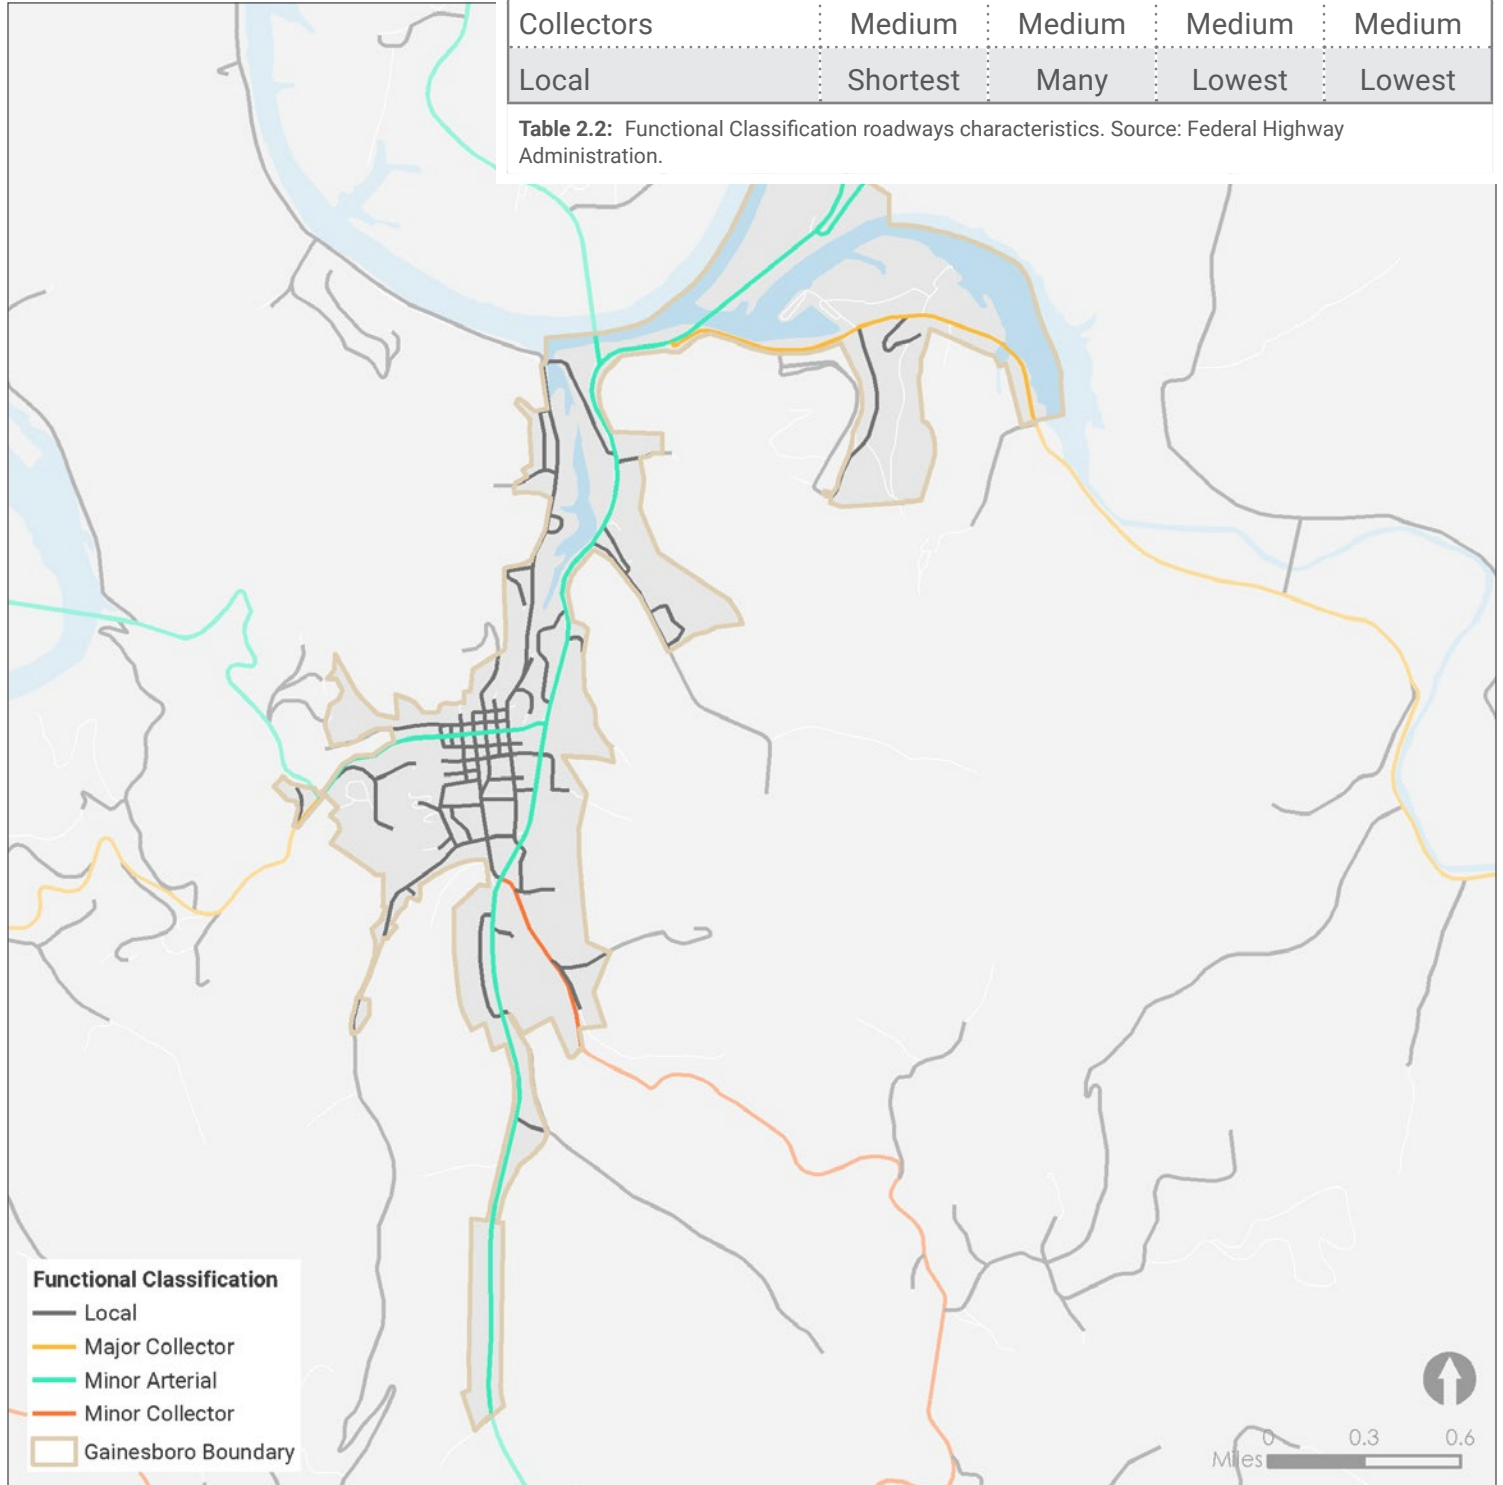 Collectors Medium Medium Medium Medium
Local Shortest Many Lowest Lowest
Table 2.2: Functional Classification roadways characteristics. Source: Federal Highway
Administration.
Functional Classification
Local
Major Collector
Minor Arterial
Minor Collector
Gainesboro Boundary
0 0.3 0.6
Miles